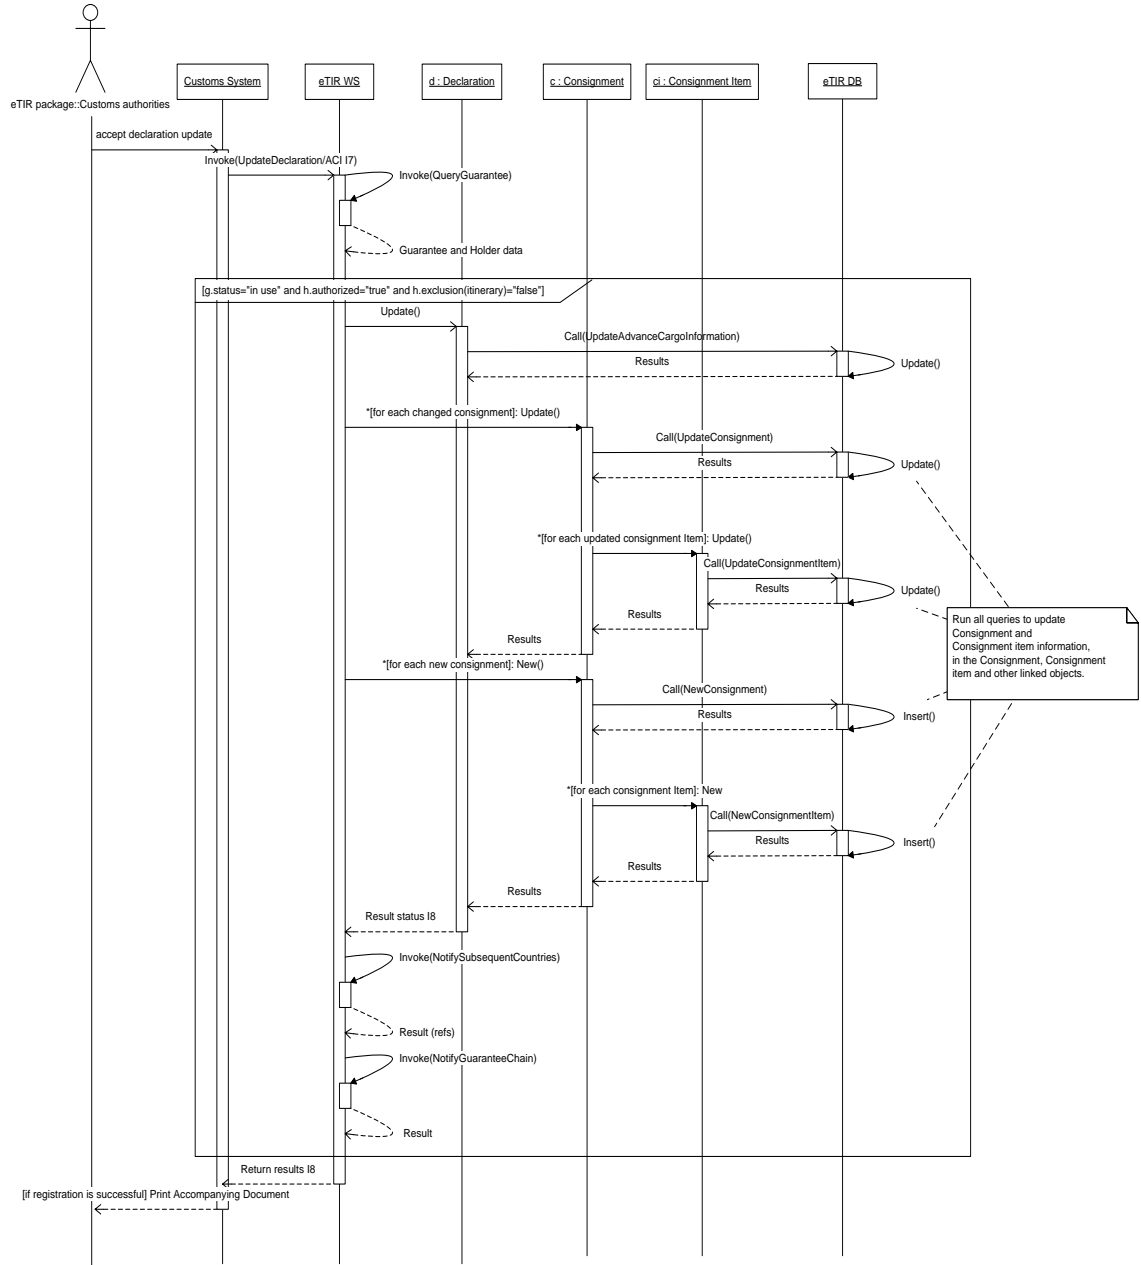 Customs System
eTIR WS
d : Declaration
c : Consignment
ci : Consignment Item
eTIR DB
eTIR package::Customs authorities
accept declaration update
Invoke(UpdateDeclaration/ACI I7)
Invoke(QueryGuarantee)
Guarantee and Holder data
[g.status="in use" and h.authorized="true" and h.exclusion(itinerary)="false"]
Update()
Call(UpdateAdvanceCargoInformation)
Results
Update()
*[for each changed consignment]: Update()
Call(UpdateConsignment)
Results
Update()
*[for each updated consignment Item]: Update()
Call(UpdateConsignmentItem)
Results
Update()
Results
Results
Run all queries to update
Consignment and
Consignment item information,
in the Consignment, Consignment
item and other linked objects.
*[for each new consignment]: New()
Call(NewConsignment)
Results
Insert()
*[for each consignment Item]: New
Call(NewConsignmentItem)
Results
Insert()
Results
Results
Result status I8
Invoke(NotifySubsequentCountries)
Result (refs)
Invoke(NotifyGuaranteeChain)
Result
Return results I8
[if registration is successful] Print Accompanying Document